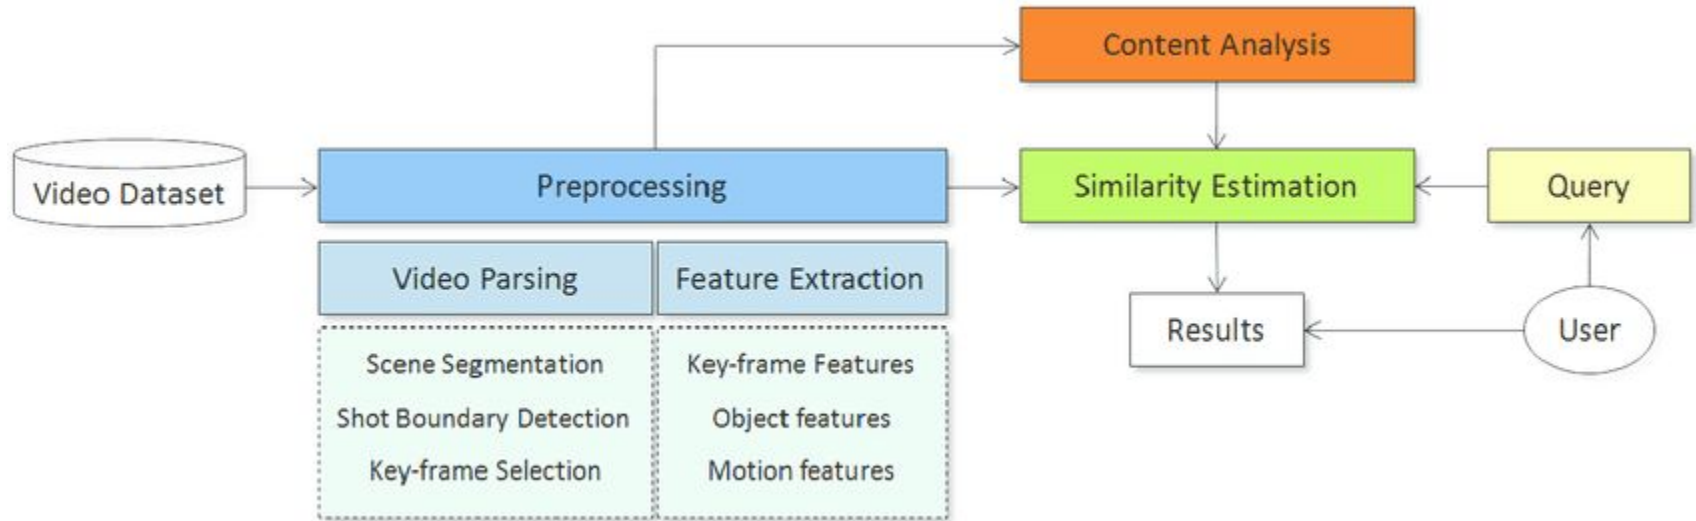 Content Analysis
Video Dataset
Preprocessing
Similarity Estimation
Query
Video Parsing
Feature Extraction
Results
User
Scene Segmentation
Key-frame Features
Shot Boundary Detection
Object features
Key-frame Selection
Motion features